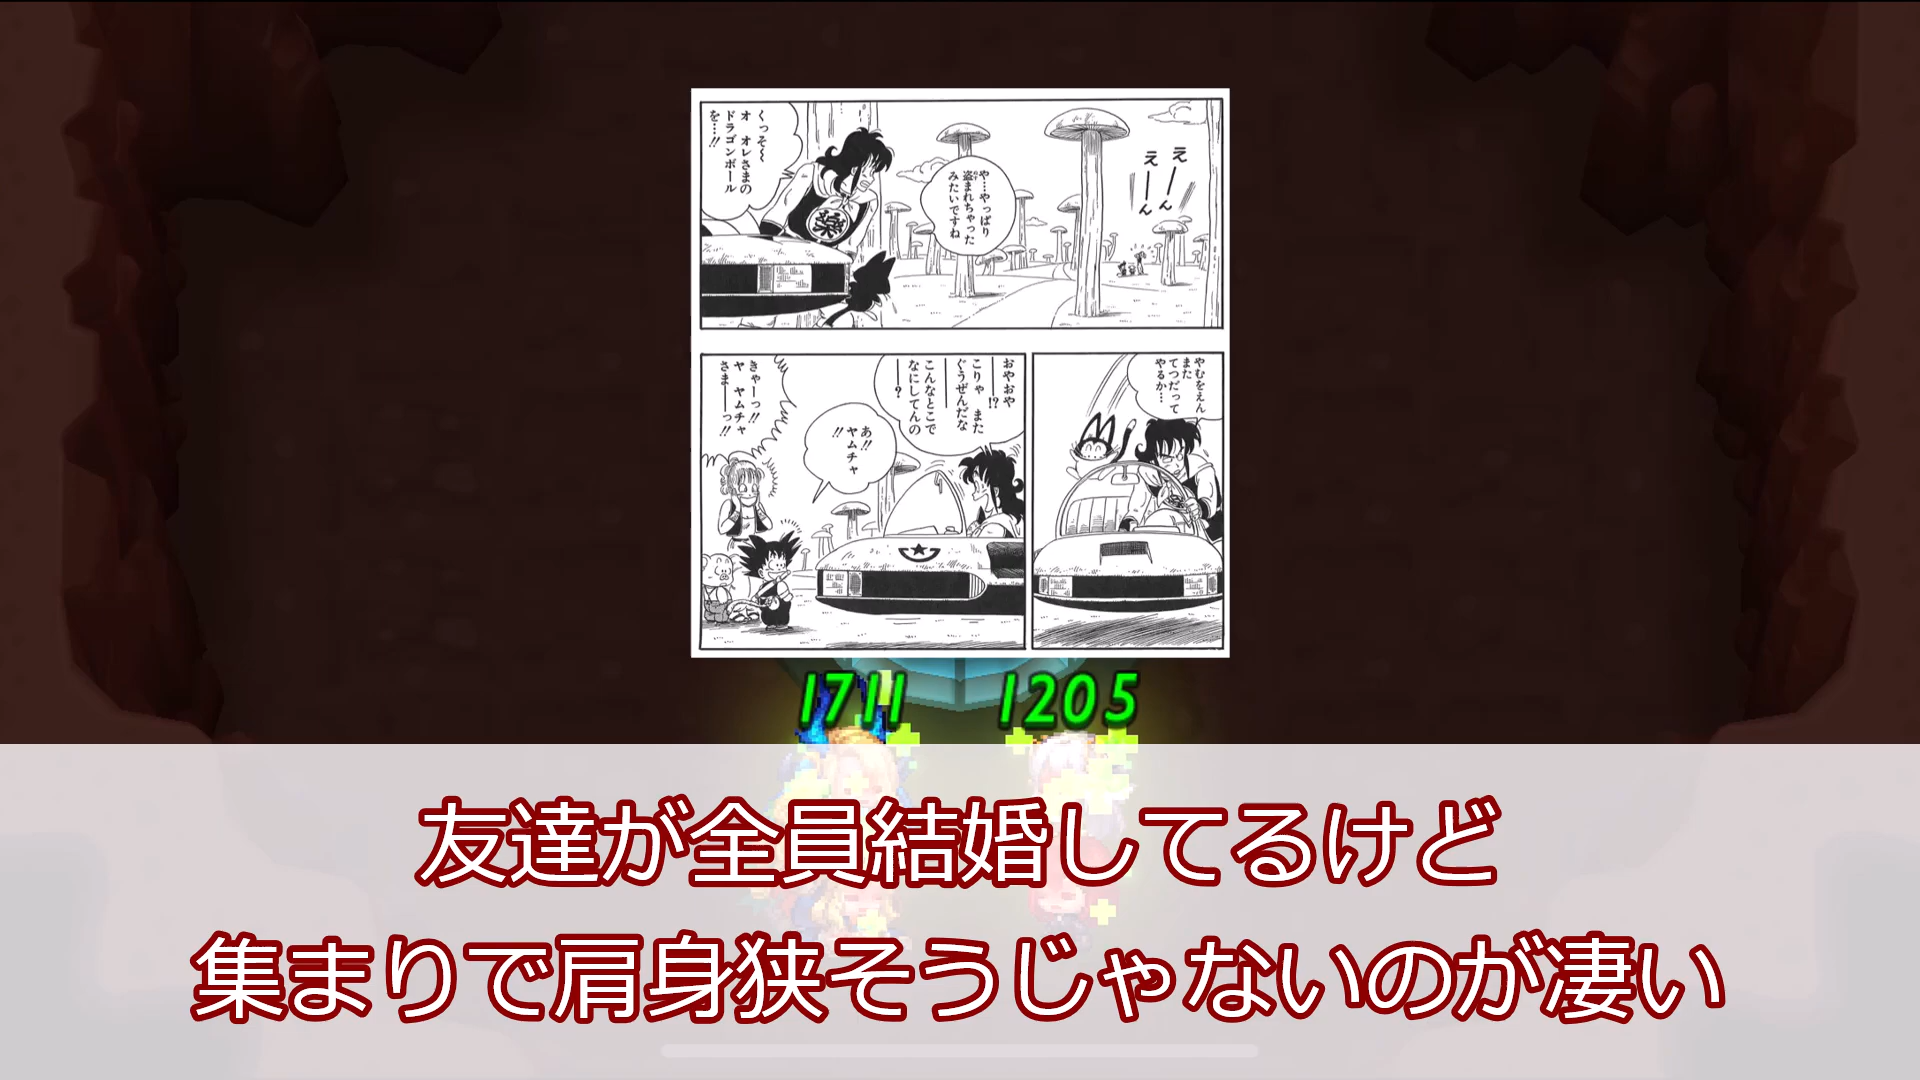 えーん
えーん
や…やっぱり
盗まれちゃった
みたいですね
くっそ～
オ オレさまの
ドラゴンボール
を…!!
やむをえん
また
てつだって
やるか…
おやおや
――!?
こりゃ また
ぐうぜんだな
――
こんなとこで
なにしてんの
――?
あ!!
ヤムチャ
!!
きゃーっ!!
ヤ ヤムチャ
さま――っ!!
楽
1711
1205
友達が全員結婚してるけど
集まりで肩身狭そうじゃないのが凄い